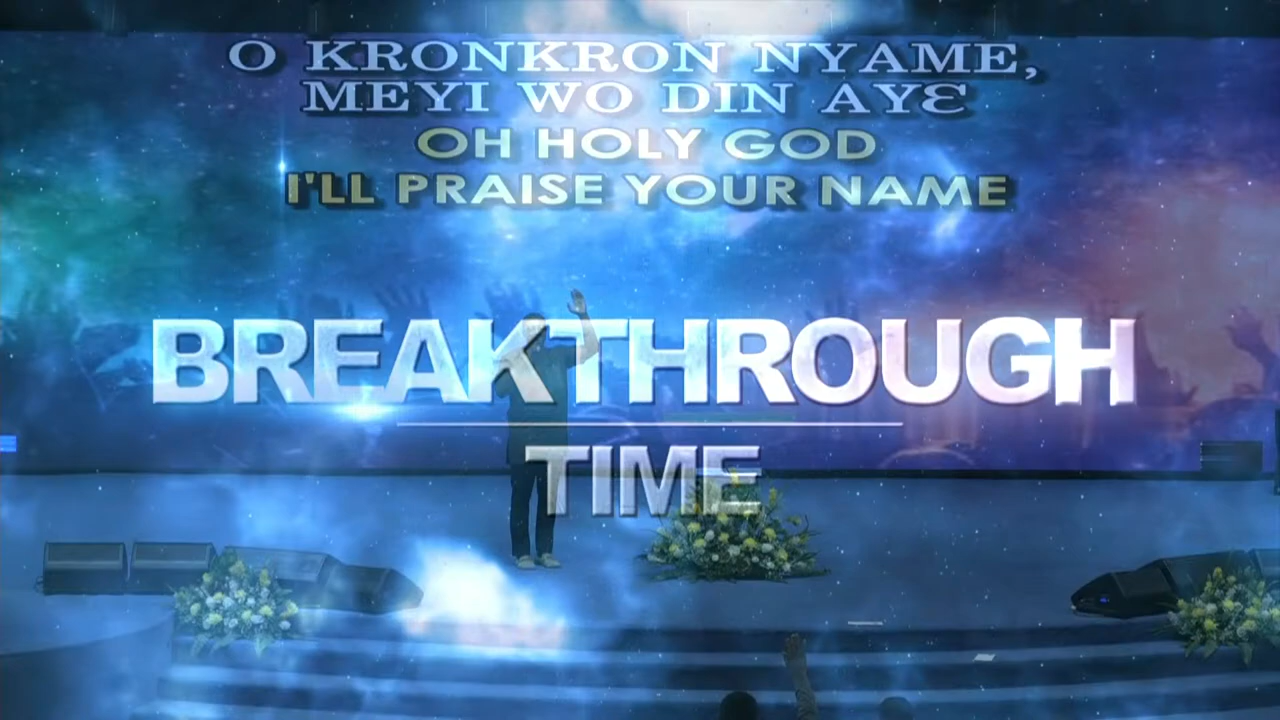 O KRONKRON NYAME,
MEYI WO DIN AYƐ
OH HOLY GOD
I'LL PRAISE YOUR NAME
BREAKTHROUGH
TIME